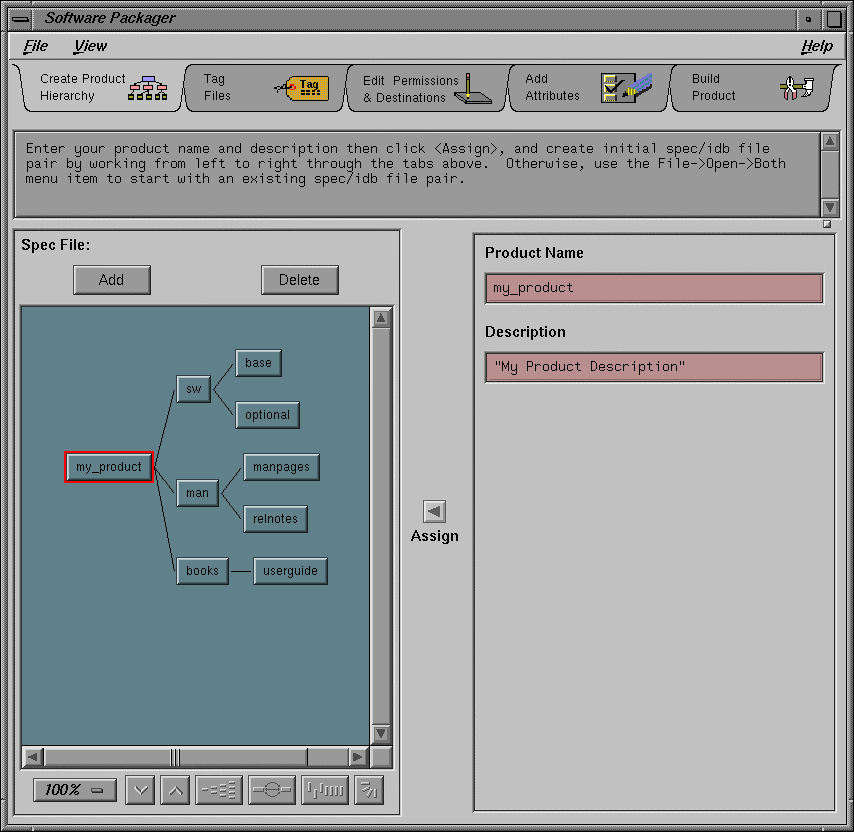 Software Packager
File View Help
Create Product Hierarchy
Tag Files
Tag
Edit Permissions & Destinations
Add Attributes
Build Product
Enter your product name and description then click <Assign>, and create initial spec/idb file
pair by working from left to right through the tabs above.  Otherwise, use the File->Open->Both
menu item to start with an existing spec/idb file pair.
Spec File:
Add Delete
base
sw
optional
my_product
manpages
man
relnotes
books
userguide
100%
Assign
Product Name
my_product
Description
"My Product Description"